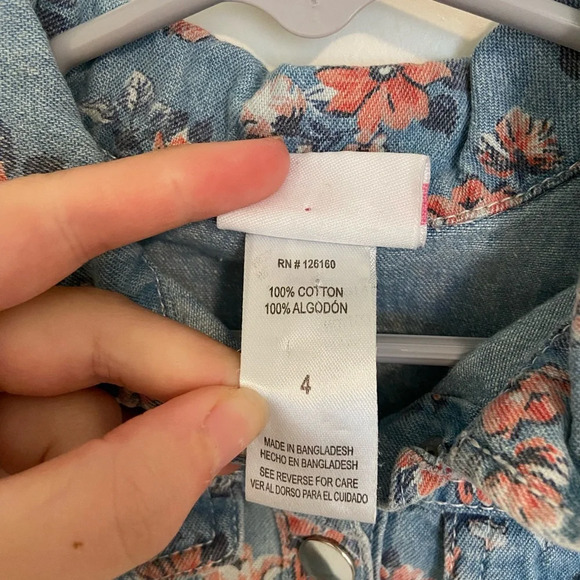 RN # 126160
100% COTTON
100% ALGODÓN
4
MADE IN BANGLADESH
HECHO EN BANGLADESH
SEE REVERSE FOR CARE
VER AL DORSO PARA EL CUIDADO